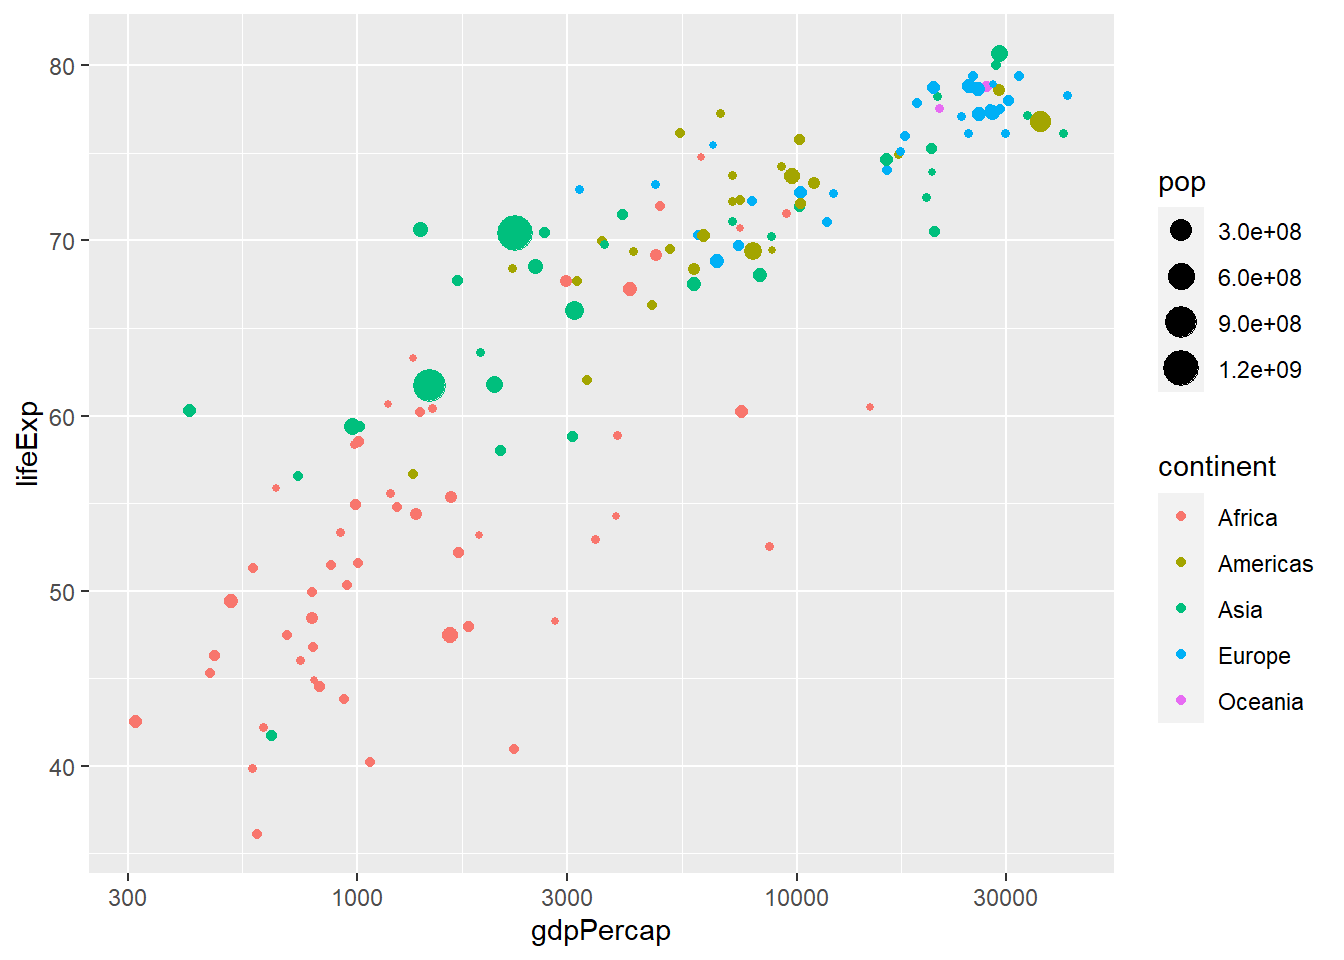 80
70
60
50
40
lifeExp
300 1000 3000 10000 30000
gdpPercap
pop
3.0e+08
6.0e+08
9.0e+08
1.2e+09
continent
Africa
Americas
Asia
Europe
Oceania